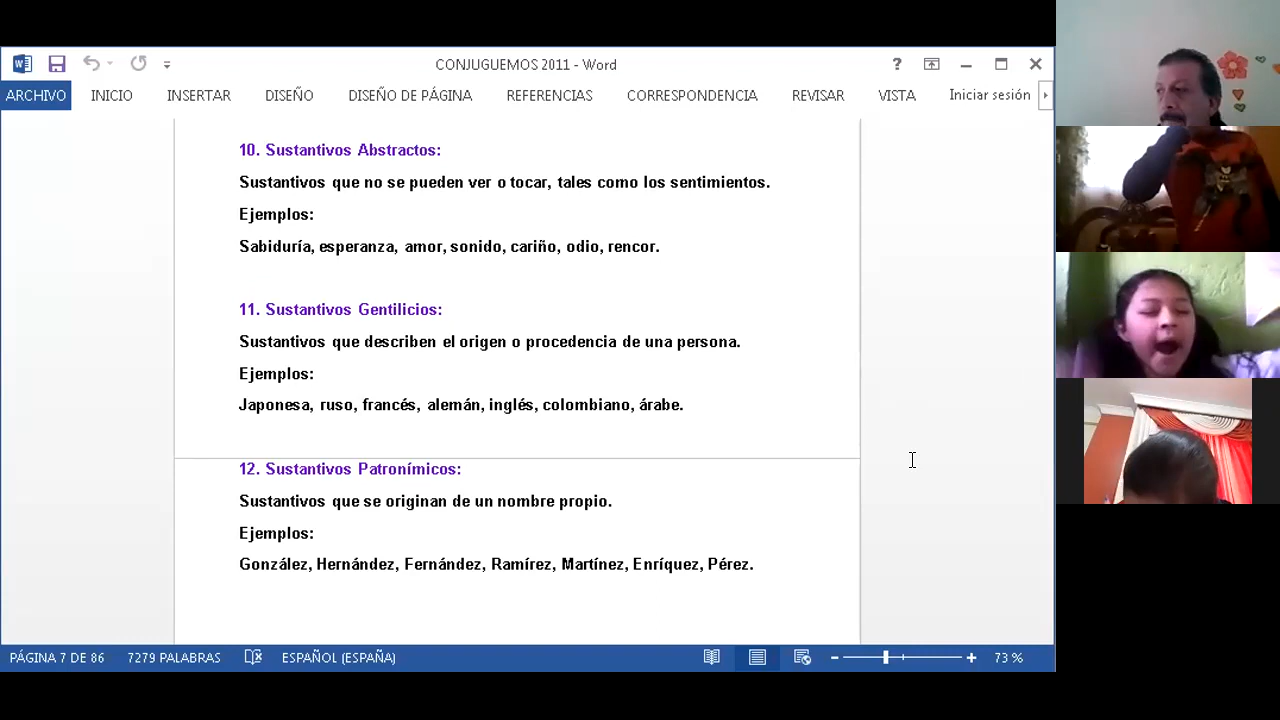 CONJUGUEMOS 2011 - Word
ARCHIVO INICIO INSERTAR DISEÑO DISEÑO DE PÁGINA REFERENCIAS CORRESPONDENCIA REVISAR VISTA Iniciar sesión
10. Sustantivos Abstractos:
Sustantivos que no se pueden ver o tocar, tales como los sentimientos.
Ejemplos:
Sabiduría, esperanza, amor, sonido, cariño, odio, rencor.
11. Sustantivos Gentilicios:
Sustantivos que describen el origen o procedencia de una persona.
Ejemplos:
Japonesa, ruso, francés, alemán, inglés, colombiano, árabe.
12. Sustantivos Patronímicos:
Sustantivos que se originan de un nombre propio.
Ejemplos:
González, Hernández, Fernández, Ramírez, Martínez, Enríquez, Pérez.
PÁGINA 7 DE 86 7279 PALABRAS ESPAÑOL (ESPAÑA) 73 %